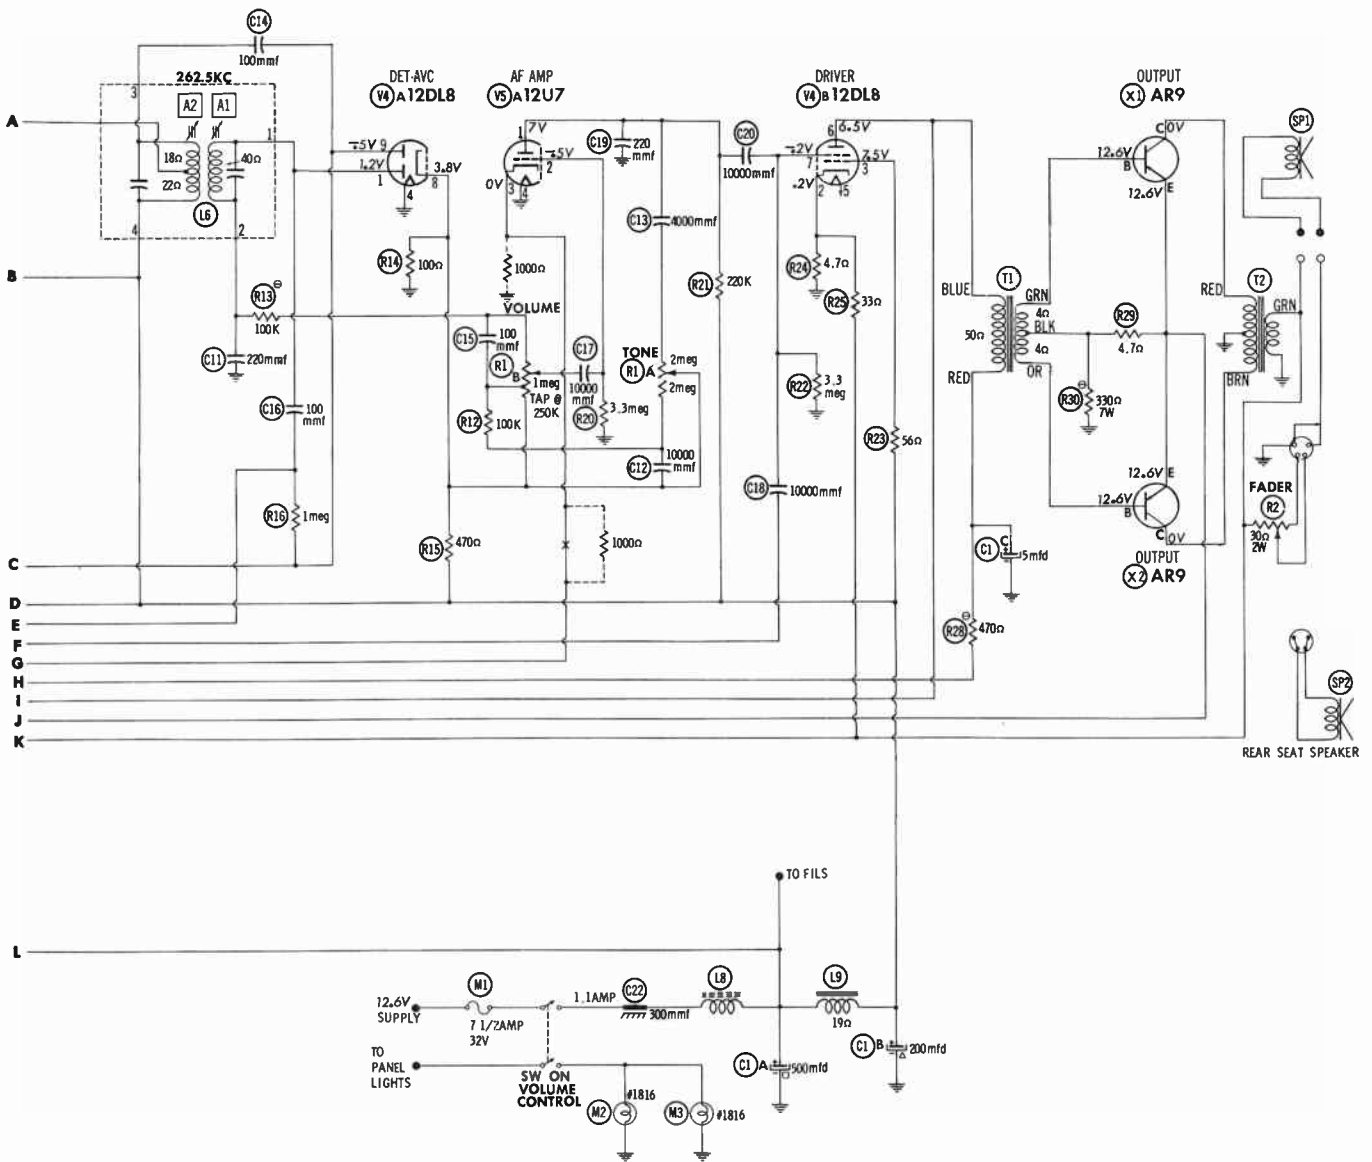 C14
100mmf
262.5KC
3
A2
A1
1
18Ω
40Ω
22Ω
L6
4
2
A
B
DET-AVC
V4 A 12DL8
-.5V 9
1.2V
1
3.8V
8
4
R14
100Ω
AF AMP
V5 A 12U7
7V
1
-.5V
2
0V
3
4
1000Ω
VOLUME
C19
220
mmf
C20
10000mmf
C13
4000mmf
R21
220K
DRIVER
V4 B 12DL8
6
6.5V
-.2V
7
7.5V
3
.2V
2
5
R24
4.7Ω
R25
33Ω
OUTPUT
X1 AR9
C 0V
12.6V
B
12.6V E
SP1
R13
100K
C11
220mmf
C16
100
mmf
R16
1meg
C15
100
mmf
R1
B
1meg
TAP @
250K
R12
100K
C17
10000
mmf
R20
3.3meg
TONE
R1 A
2meg
2meg
C12
10000
mmf
R22
3.3
meg
C18
10000mmf
R23
56Ω
BLUE
50Ω
RED
T1
GRN
4Ω
BLK
4Ω
OR
R29
4.7Ω
R30
330Ω
7W
RED
T2
GRN
BRN
12.6V E
12.6V
B
C
0V
OUTPUT
X2 AR9
FADER
R2
30Ω
2W
R15
470Ω
1000Ω
C1
C
5mfd
R28
470Ω
C
D
E
F
G
H
I
J
K
SP2
REAR SEAT SPEAKER
TO FILS
L
12.6V
SUPPLY
M1
7 1/2AMP
32V
1.1AMP
C22
300mmf
L8
L9
19Ω
C1 A
500mfd
C1 B
200mfd
TO
PANEL
LIGHTS
SW ON
VOLUME
CONTROL
M2
#1816
M3
#1816